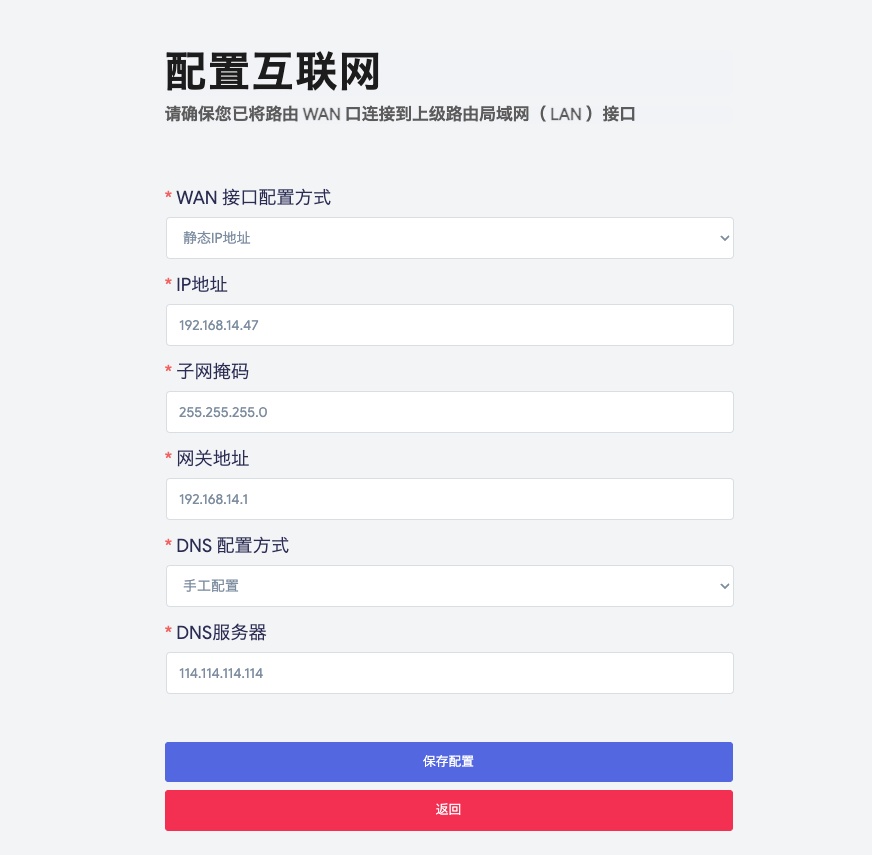 配置互联网
请确保您已将路由 WAN 口连接到上级路由局域网（ LAN ）接口
* WAN 接口配置方式
静态IP地址
* IP地址
192.168.14.47
* 子网掩码
255.255.255.0
* 网关地址
192.168.14.1
* DNS 配置方式
手工配置
* DNS服务器
114.114.114.114
保存配置
返回